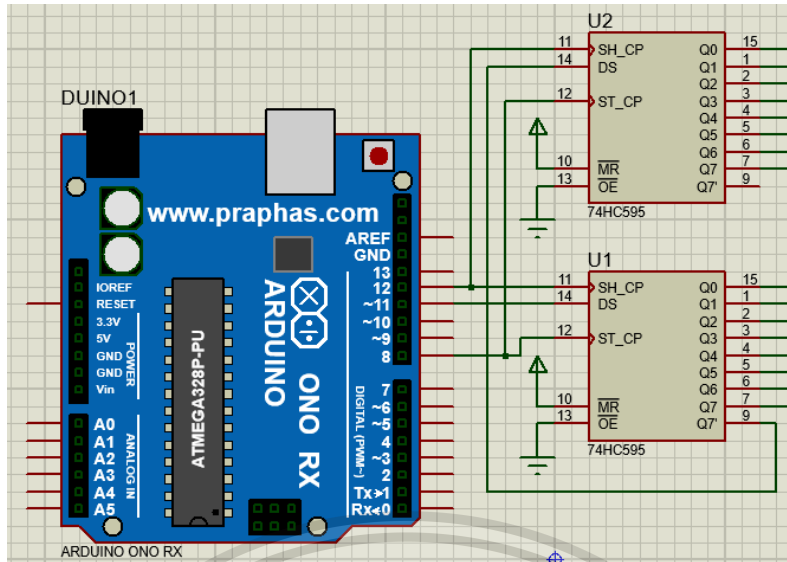 U2
11 SH_CP Q0 15
14 DS Q1 1
Q2 2
12 ST_CP Q3 3
Q4 4
Q5 5
Q6 6
10 MR Q7 7
13 OE Q7' 9
74HC595
DUINO1
www.praphas.com
AREF
GND
13
12
~11
~10
~9
8
7
~6
~5
4
~3
2
Tx 1
Rx 0
IOREF
RESET
3.3V
5V
GND
GND
Vin
POWER
A0
A1
A2
A3
A4
A5
ANALOG IN
ATMEGA328P-PU
ARDUINO
ONO RX
DIGITAL (PWM~)
ARDUINO ONO RX
U1
11 SH_CP Q0 15
14 DS Q1 1
Q2 2
12 ST_CP Q3 3
Q4 4
Q5 5
Q6 6
10 MR Q7 7
13 OE Q7' 9
74HC595